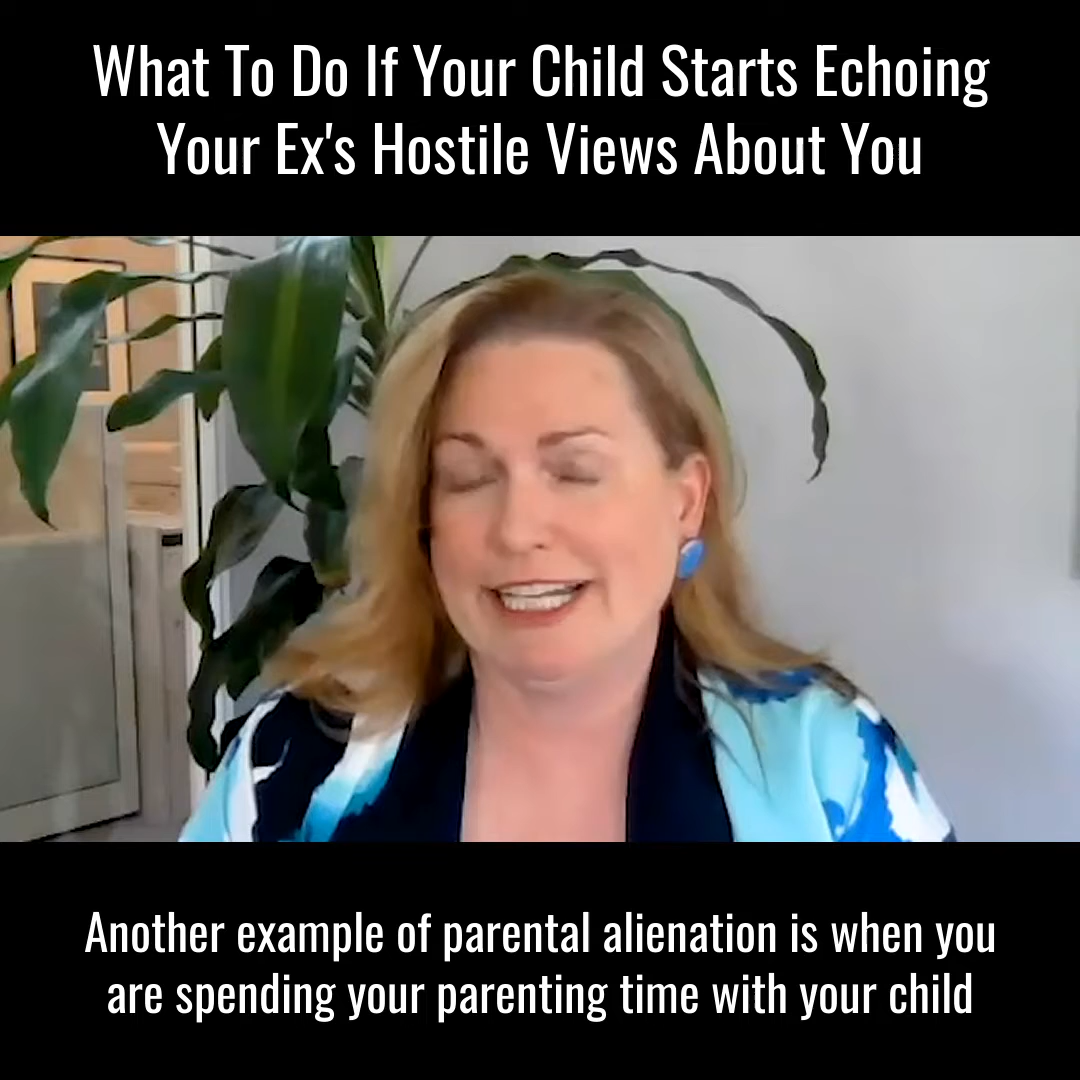 What To Do If Your Child Starts Echoing
Your Ex's Hostile Views About You
Another example of parental alienation is when you
are spending your parenting time with your child